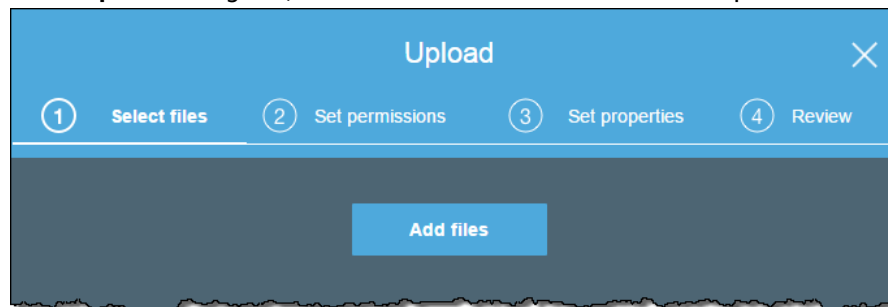 Upload
1 Select files 2 Set permissions 3 Set properties 4 Review
Add files